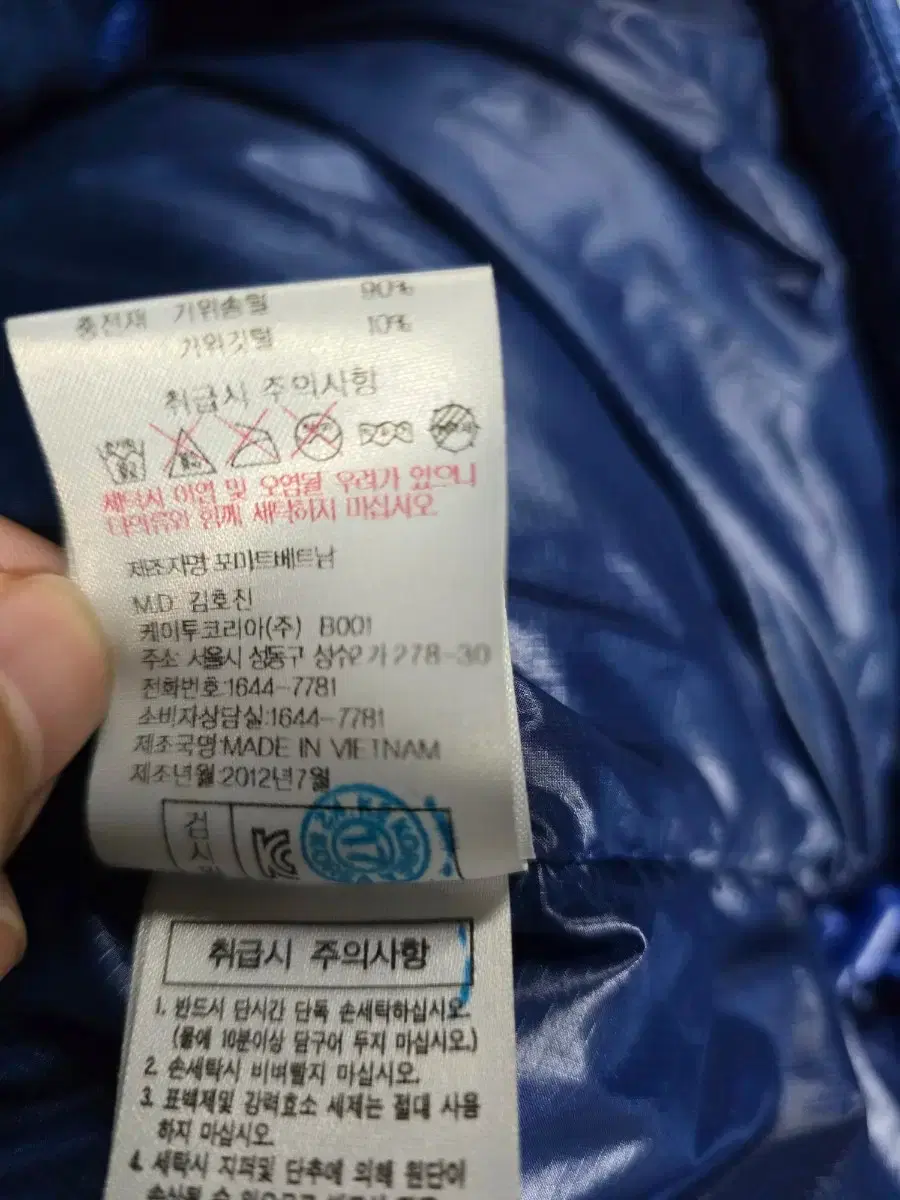 충전재 거위솜털 90%
거위깃털 10%
취급시 주의사항
세탁시 이염 및 오염될 우려가 있으니
타의류와 함께 세탁하지 마십시오
제조자명 포미트베트남
M.D 김호진
케이투코리아(주) B001
주소 서울시 성동구 성수2가 278-30
전화번호:1644-7781
소비자상담실:1644-7781
제조국명:MADE IN VIETNAM
제조년월:2012년7월
검
17
취급시 주의사항
1. 반드시 단시간 단독 손세탁하십시오.
(물에 10분이상 담구어 두지 마십시오.)
2. 손세탁시 비벼빨지 마십시오.
3. 표백제및 강력효소 세제는 절대 사용
하지 마십시오.
4. 세탁시 지퍼및 단추에 의해 원단이